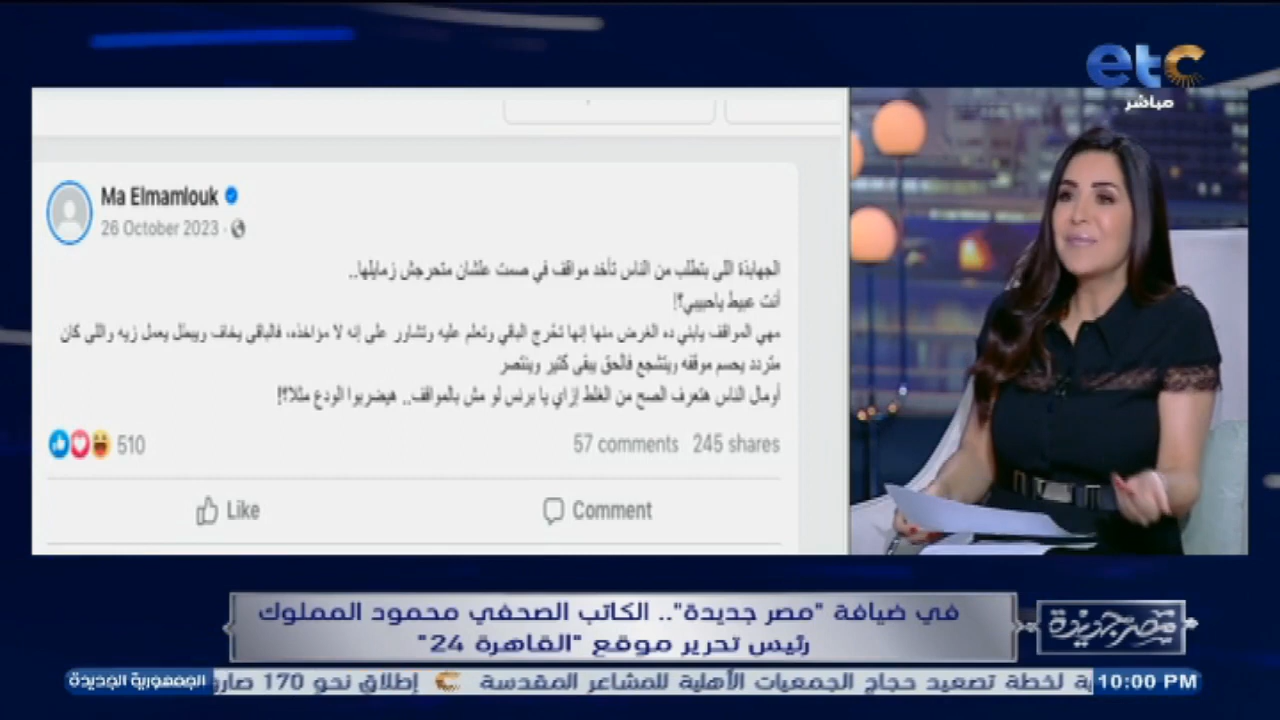 etc
مباشر
Ma Elmamlouk
26 October 2023
الجهابذة اللي بتطلب من الناس تأخد مواقف في صمت علشان متحرجش زمايلها..
أنت عبيط ياحبيبي؟!
مهي المواقف يابني ده الغرض منها إنها تخرج الباقي وتعلم عليه وتشاور على إنه لا مؤاخذه، فالباقي يخاف ويبطل يعمل زيه واللي كان
متردد يحسم موقفه ويتشجع فالحق يبقى كتير وينتصر
أومال الناس هتعرف الصح من الغلط إزاي يا برنس لو مش بالمواقف.. هيضربوا الودع مثلا؟!
510
57 comments 245 shares
Like
Comment
في ضيافة "مصر جديدة".. الكاتب الصحفي محمود المملوك
رئيس تحرير موقع "القاهرة 24"
مصر جديدة
10:00 PM
ية لخطة تصعيد حجاج الجمعيات الأهلية للمشاعر المقدسة
إطلاق نحو 170
الجمهورية الجديدة